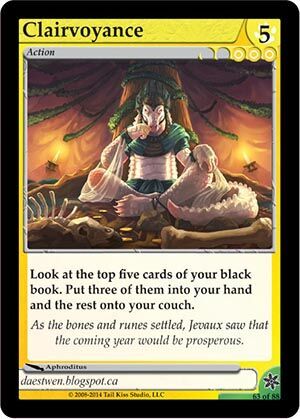 Clairvoyance
5
Action
Look at the top five cards of your black
book. Put three of them into your hand
and the rest onto your couch.
As the bones and runes settled, Jevaux saw that
the coming year would be prosperous.
Aphroditus
daestwen.blogspot.ca
© 2006-2014 Tail Kiss Studio, LLC
63 of 88